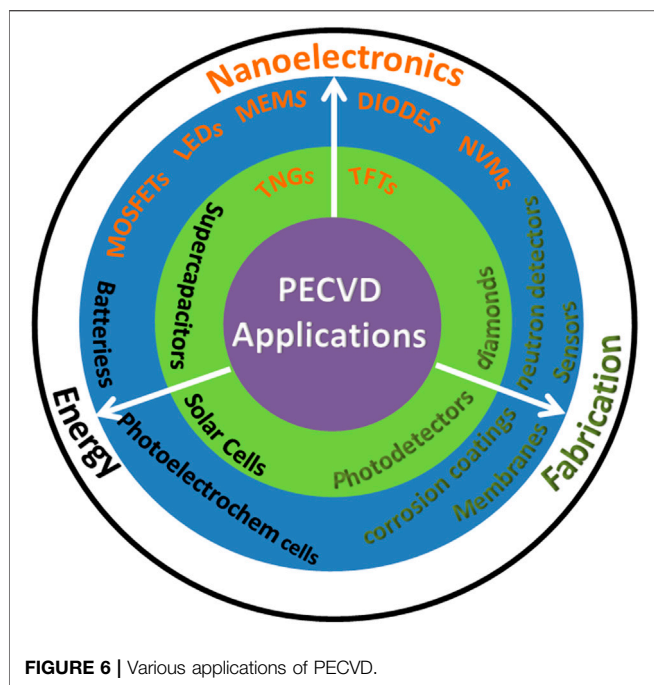 Nanoelectronics
MOSFETs
LEDs
MEMS
DIODES
NVMs
TNGs
TFTs
Supercapacitors
Batteriess
PECVD
Applications
diamonds
neutron detectors
Sensors
Energy
Solar Cells
Photoelectrochem cells
Photodetectors
corrosion coatings
Membranes
Fabrication
FIGURE 6 | Various applications of PECVD.